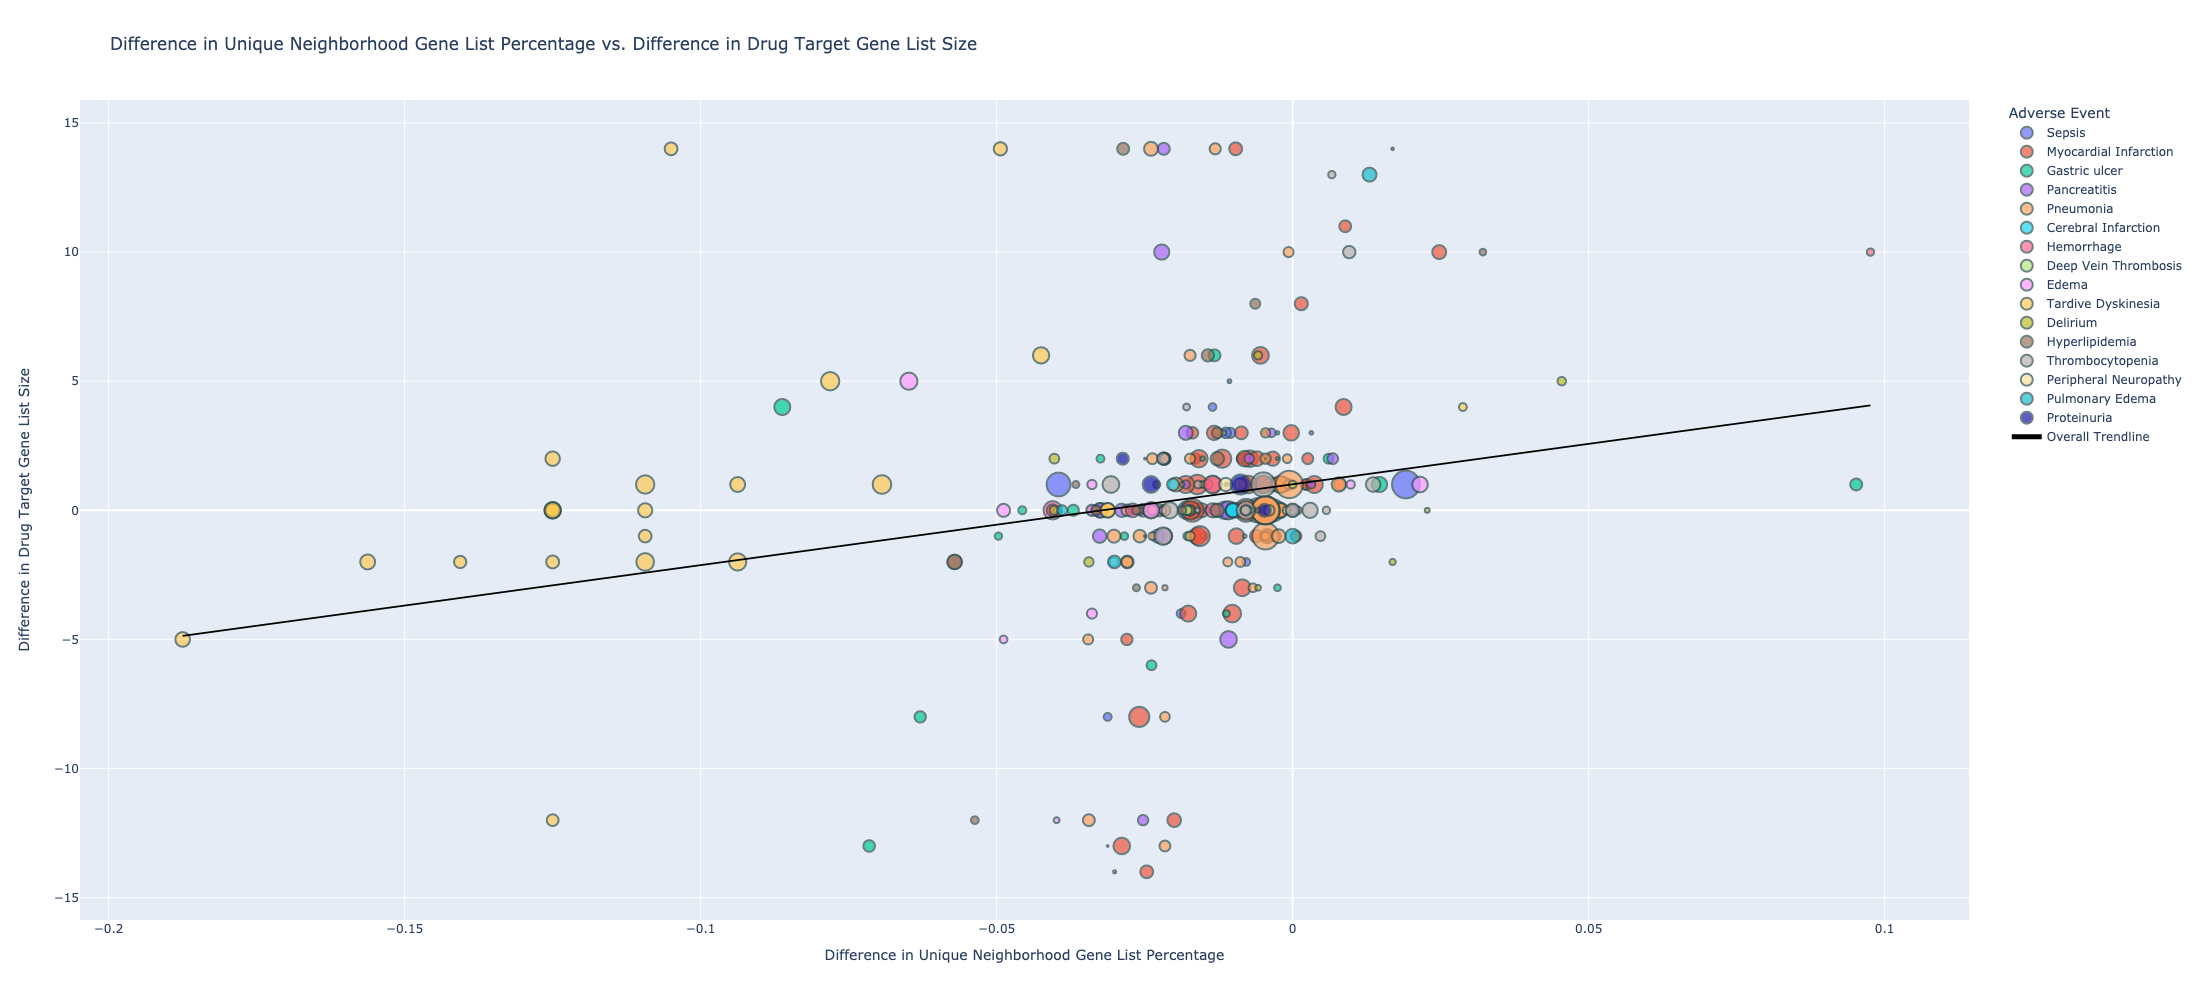 Difference in Unique Neighborhood Gene List Percentage vs. Difference in Drug Target Gene List Size
Adverse Event
Sepsis
Myocardial Infarction
Gastric ulcer
Pancreatitis
Pneumonia
Cerebral Infarction
Hemorrhage
Deep Vein Thrombosis
Edema
Tardive Dyskinesia
Delirium
Hyperlipidemia
Thrombocytopenia
Peripheral Neuropathy
Pulmonary Edema
Proteinuria
Overall Trendline
Difference in Drug Target Gene List Size
15
10
5
0
−5
−10
−15
−0.2
−0.15
−0.1
−0.05
0
0.05
0.1
Difference in Unique Neighborhood Gene List Percentage